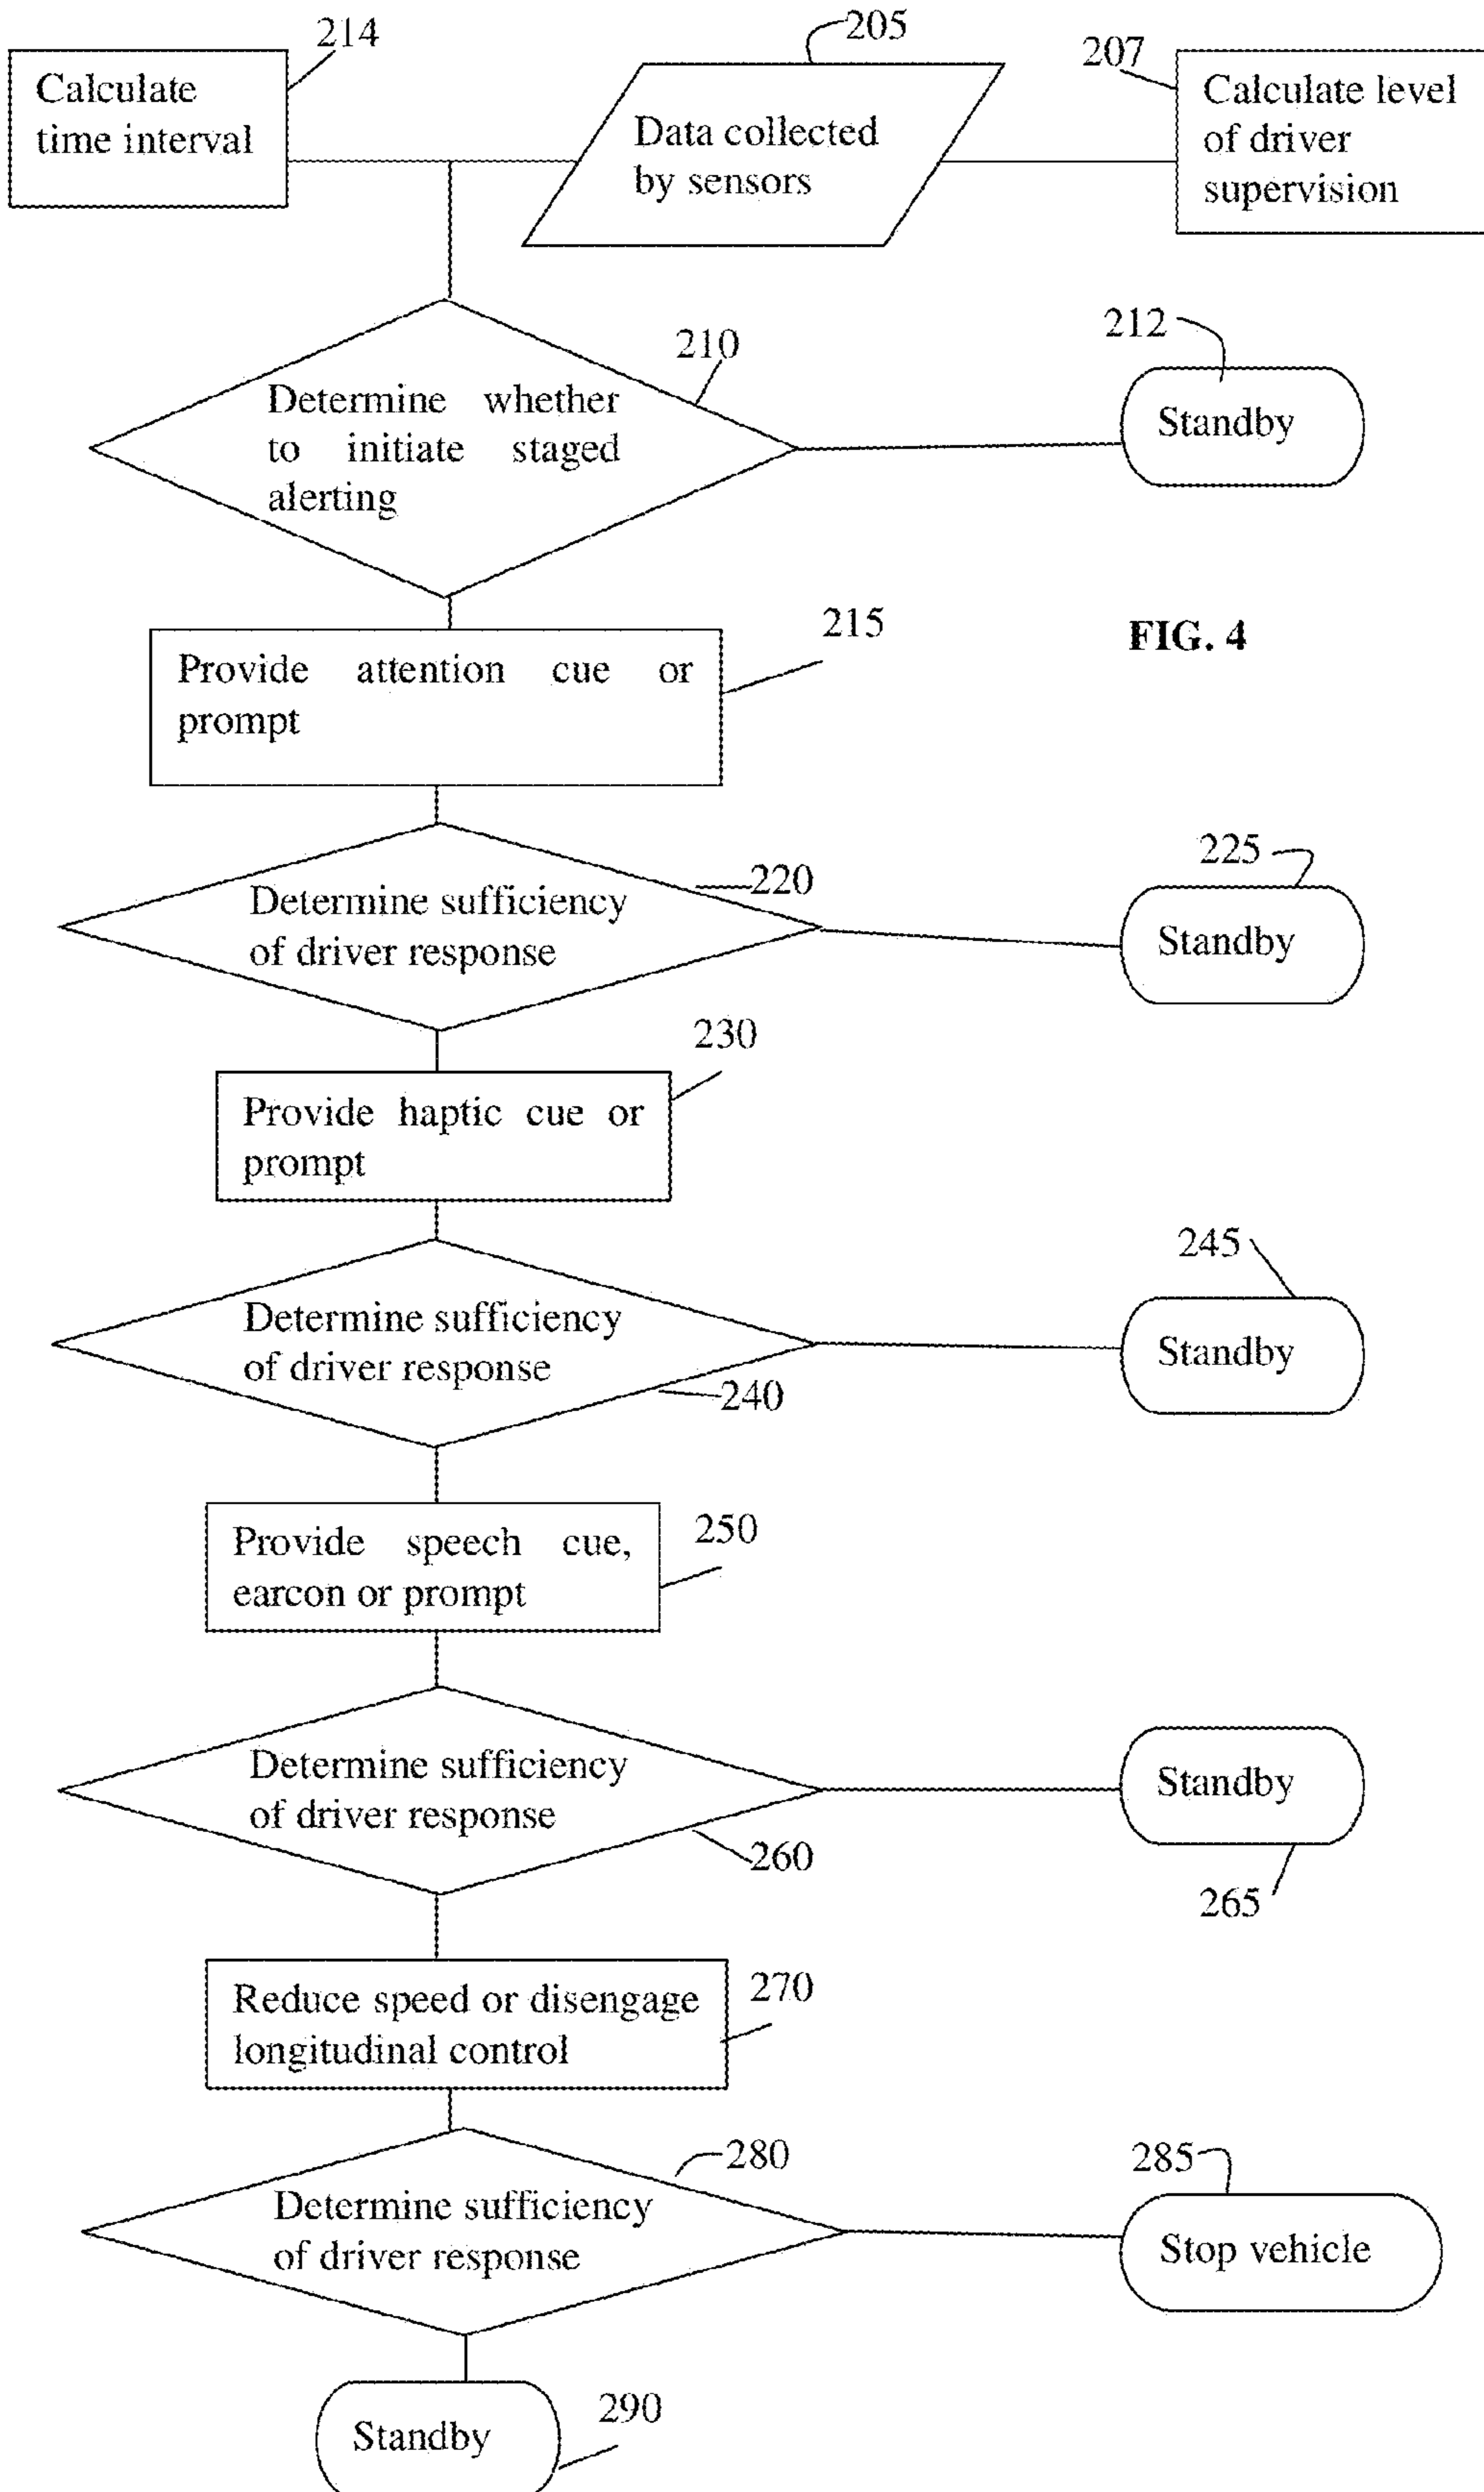 214
205
207
Calculate
time interval
Data collected
by sensors
Calculate level
of driver
supervision
210
212
Determine whether
to initiate staged
alerting
Standby
215
FIG. 4
Provide attention cue or
prompt
220
225
Determine sufficiency
of driver response
Standby
230
Provide haptic cue or
prompt
245
Determine sufficiency
of driver response
Standby
240
250
Provide speech cue,
earcon or prompt
Determine sufficiency
of driver response
Standby
260
265
270
Reduce speed or disengage
longitudinal control
280
285
Determine sufficiency
of driver response
Stop vehicle
290
Standby